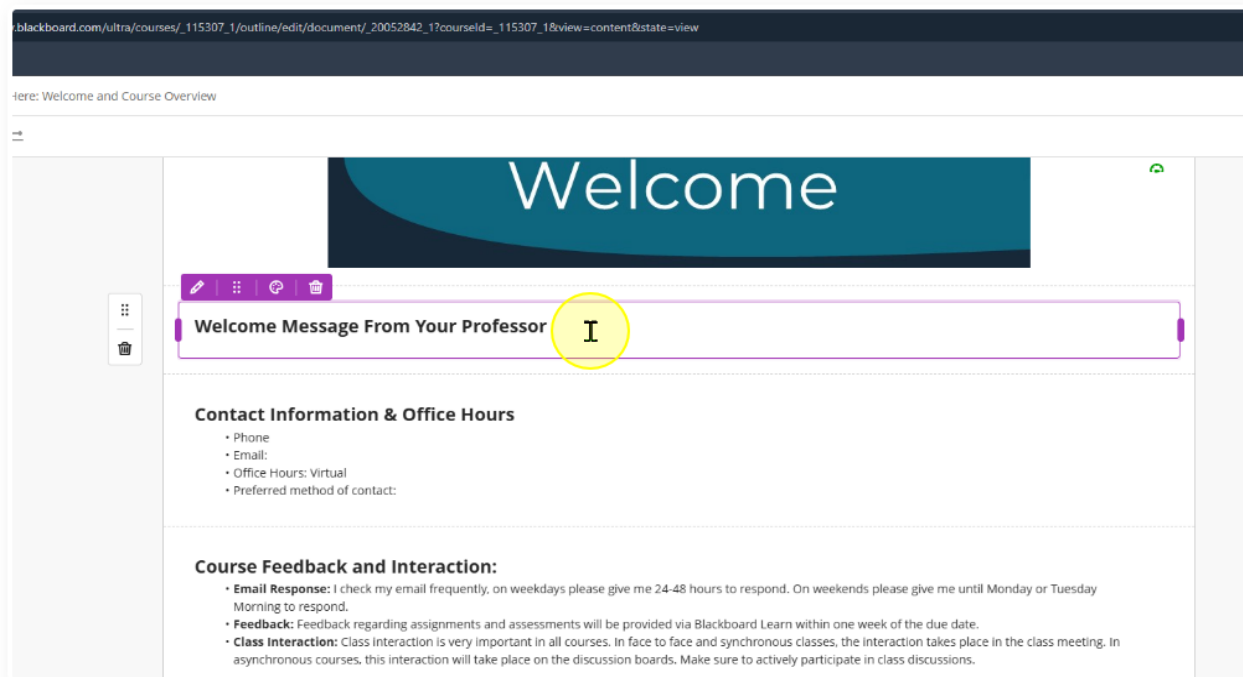 .blackboard.com/ultra/courses/_115307_1/outline/edit/document/_20052842_1?courseId=_115307_1&view=content&state=view
Here: Welcome and Course Overview
Welcome
Welcome Message From Your Professor
Contact Information & Office Hours
• Phone
• Email:
• Office Hours: Virtual
• Preferred method of contact:
Course Feedback and Interaction:
• Email Response: I check my email frequently, on weekdays please give me 24-48 hours to respond. On weekends please give me until Monday or Tuesday
Morning to respond.
• Feedback: Feedback regarding assignments and assessments will be provided via Blackboard Learn within one week of the due date.
• Class Interaction: Class interaction is very important in all courses. In face to face and synchronous classes, the interaction takes place in the class meeting. In
asynchronous courses, this interaction will take place on the discussion boards. Make sure to actively participate in class discussions.